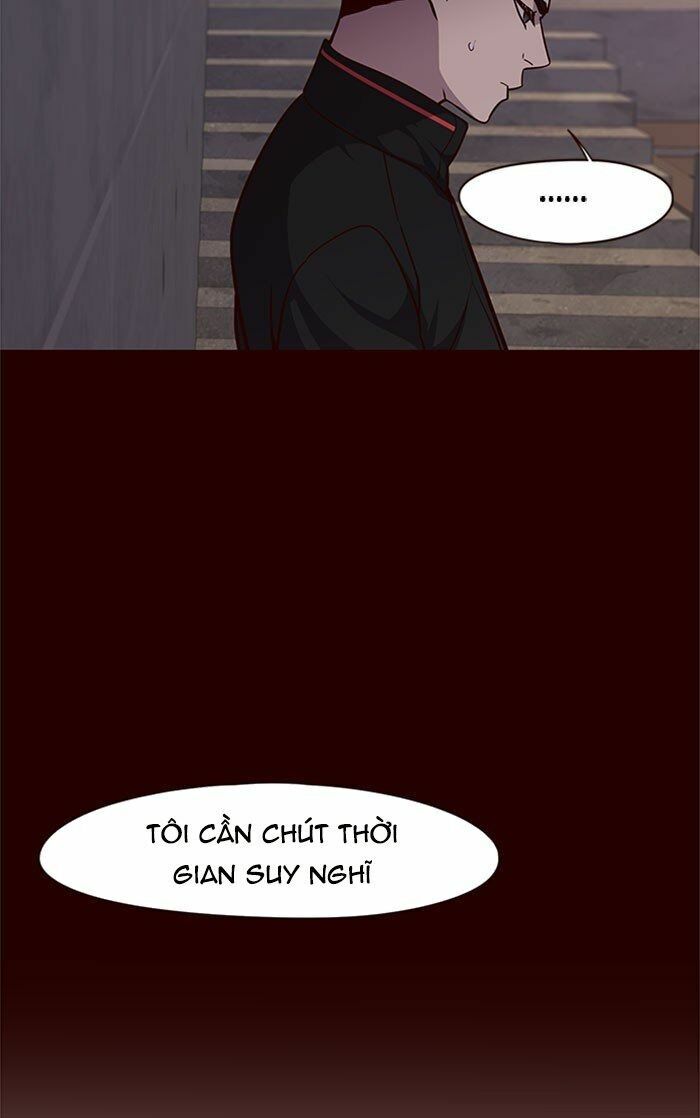 ......
TÔI CẦN CHÚT THỜI
GIAN SUY NGHĨ